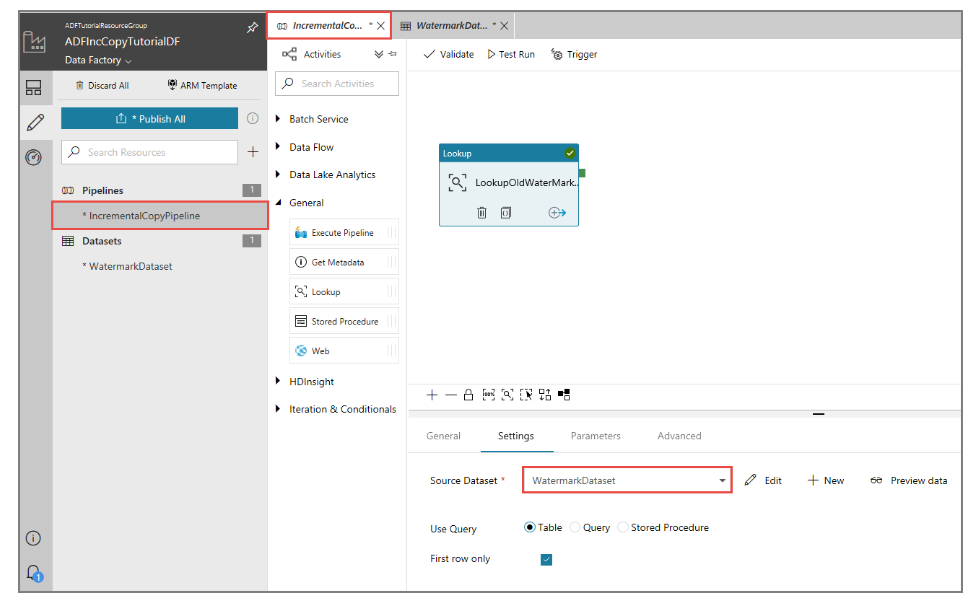 ADFTutorialResourceGroup
ADFIncCopyTutorialDF
Data Factory
IncrementalCo... *
WatermarkDat... *
Discard All
ARM Template
* Publish All
Search Resources
Pipelines 1
* IncrementalCopyPipeline
Datasets 1
* WatermarkDataset
1
Activities
Search Activities
Batch Service
Data Flow
Data Lake Analytics
General
Execute Pipeline
Get Metadata
Lookup
Stored Procedure
Web
HDInsight
Iteration & Conditionals
Validate Test Run Trigger
Lookup
LookupOldWaterMark..
100%
General Settings Parameters Advanced
Source Dataset * WatermarkDataset Edit New Preview data
Use Query Table Query Stored Procedure
First row only